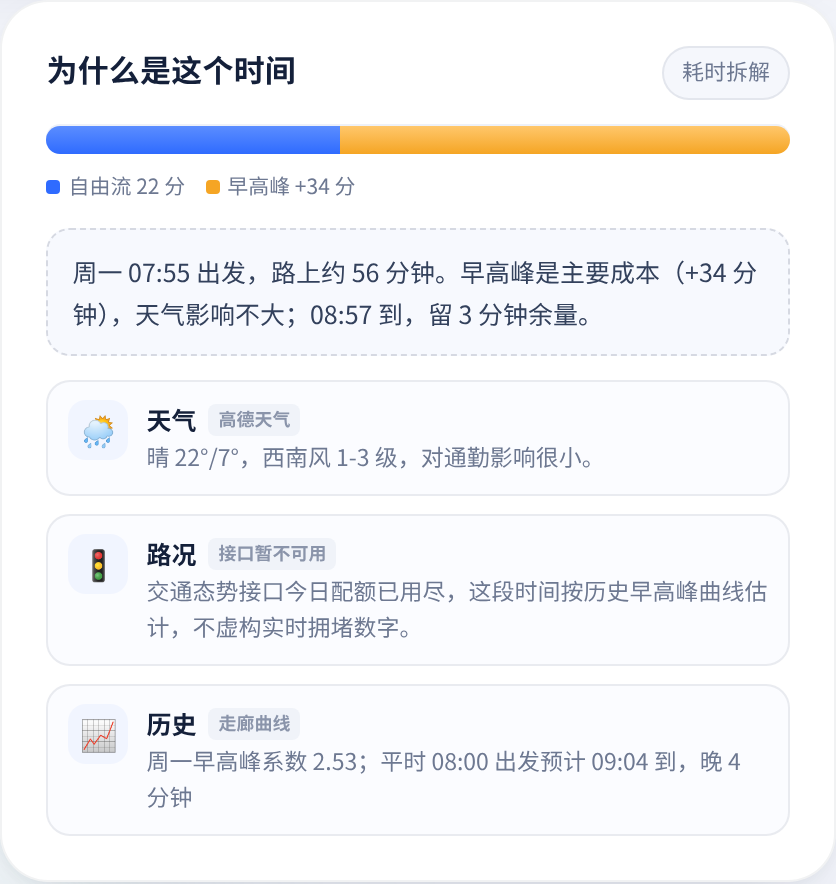 为什么是这个时间
耗时拆解
自由流 22 分
早高峰 +34 分
周一 07:55 出发，路上约 56 分钟。早高峰是主要成本（+34 分
钟），天气影响不大；08:57 到，留 3 分钟余量。
天气 高德天气
晴 22°/7°，西南风 1-3 级，对通勤影响很小。
路况 接口暂不可用
交通态势接口今日配额已用尽，这段时间按历史早高峰曲线估
计，不虚构实时拥堵数字。
历史 走廊曲线
周一早高峰系数 2.53；平时 08:00 出发预计 09:04 到，晚 4
分钟